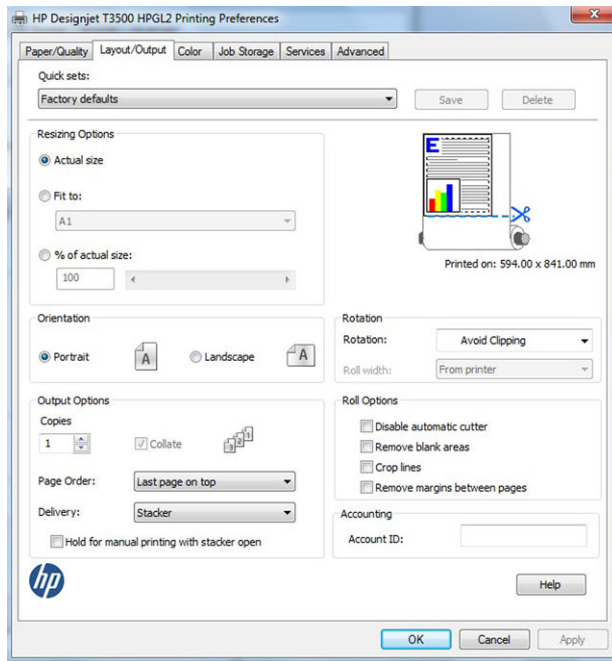 HP Designjet T3500 HPGL2 Printing Preferences
Paper/Quality Layout/Output Color Job Storage Services Advanced
Quick sets:
Factory defaults Save Delete
Resizing Options
Actual size
Fit to:
A1
% of actual size:
100
E
Printed on: 594.00 x 841.00 mm
Orientation
Portrait A Landscape A
Rotation
Rotation: Avoid Clipping
Roll width: From printer
Output Options
Copies
1 Collate 3 2 1
Page Order: Last page on top
Delivery: Stacker
Hold for manual printing with stacker open
Roll Options
Disable automatic cutter
Remove blank areas
Crop lines
Remove margins between pages
Accounting
Account ID:
hp
Help
OK Cancel Apply